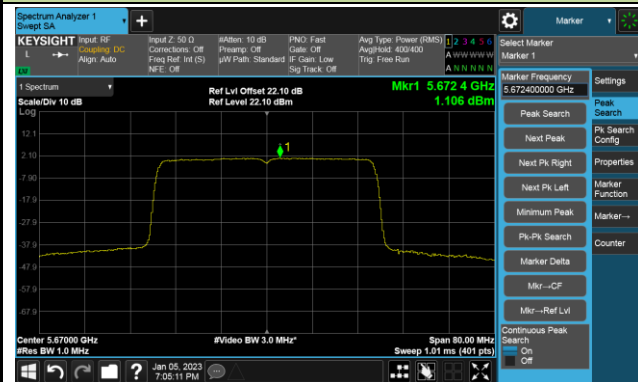 Spectrum Analyzer 1
Swept SA
Marker
KEYSIGHT
L
LXI
Input: RF
Coupling: DC
Align: Auto
Input Z: 50 Ω
Corrections: Off
Freq Ref: Int (S)
NFE: Off
#Atten: 10 dB
Preamp: Off
µW Path: Standard
PNO: Fast
Gate: Off
IF Gain: Low
Sig Track: Off
Avg Type: Power (RMS)
Avg|Hold: 400/400
Trig: Free Run
1 2 3 4 5 6
A W W W W W
A N N N N N
Select Marker
Marker 1
1 Spectrum
Scale/Div 10 dB
Log
Ref Lvl Offset 22.10 dB
Ref Level 22.10 dBm
Mkr1 5.672 4 GHz
1.106 dBm
12.1
2.10
-7.90
-17.9
-27.9
-37.9
-47.9
-57.9
-67.9
1
Center 5.67000 GHz
#Res BW 1.0 MHz
#Video BW 3.0 MHz*
Span 80.00 MHz
Sweep 1.01 ms (401 pts)
Marker Frequency
5.672400000 GHz
Peak Search
Next Peak
Next Pk Right
Next Pk Left
Minimum Peak
Pk-Pk Search
Marker Delta
Mkr→CF
Mkr→Ref Lvl
Continuous Peak
Search
On
Off
Settings
Peak
Search
Pk Search
Config
Properties
Marker
Function
Marker→
Counter
Jan 05, 2023
7:05:11 PM